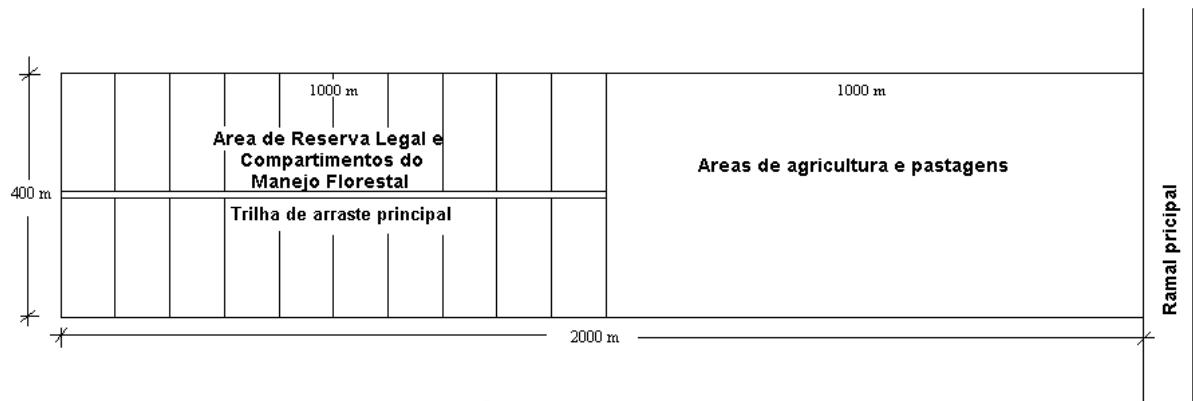 1000 m
1000 m
Area de Reserva Legal e
Compartimentos do
Manejo Florestal
Areas de agricultura e pastagens
400 m
Trilha de arraste principal
Ramal pricipal
2000 m